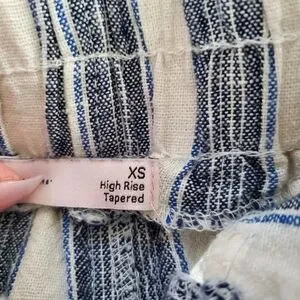 XS
High Rise
Tapered